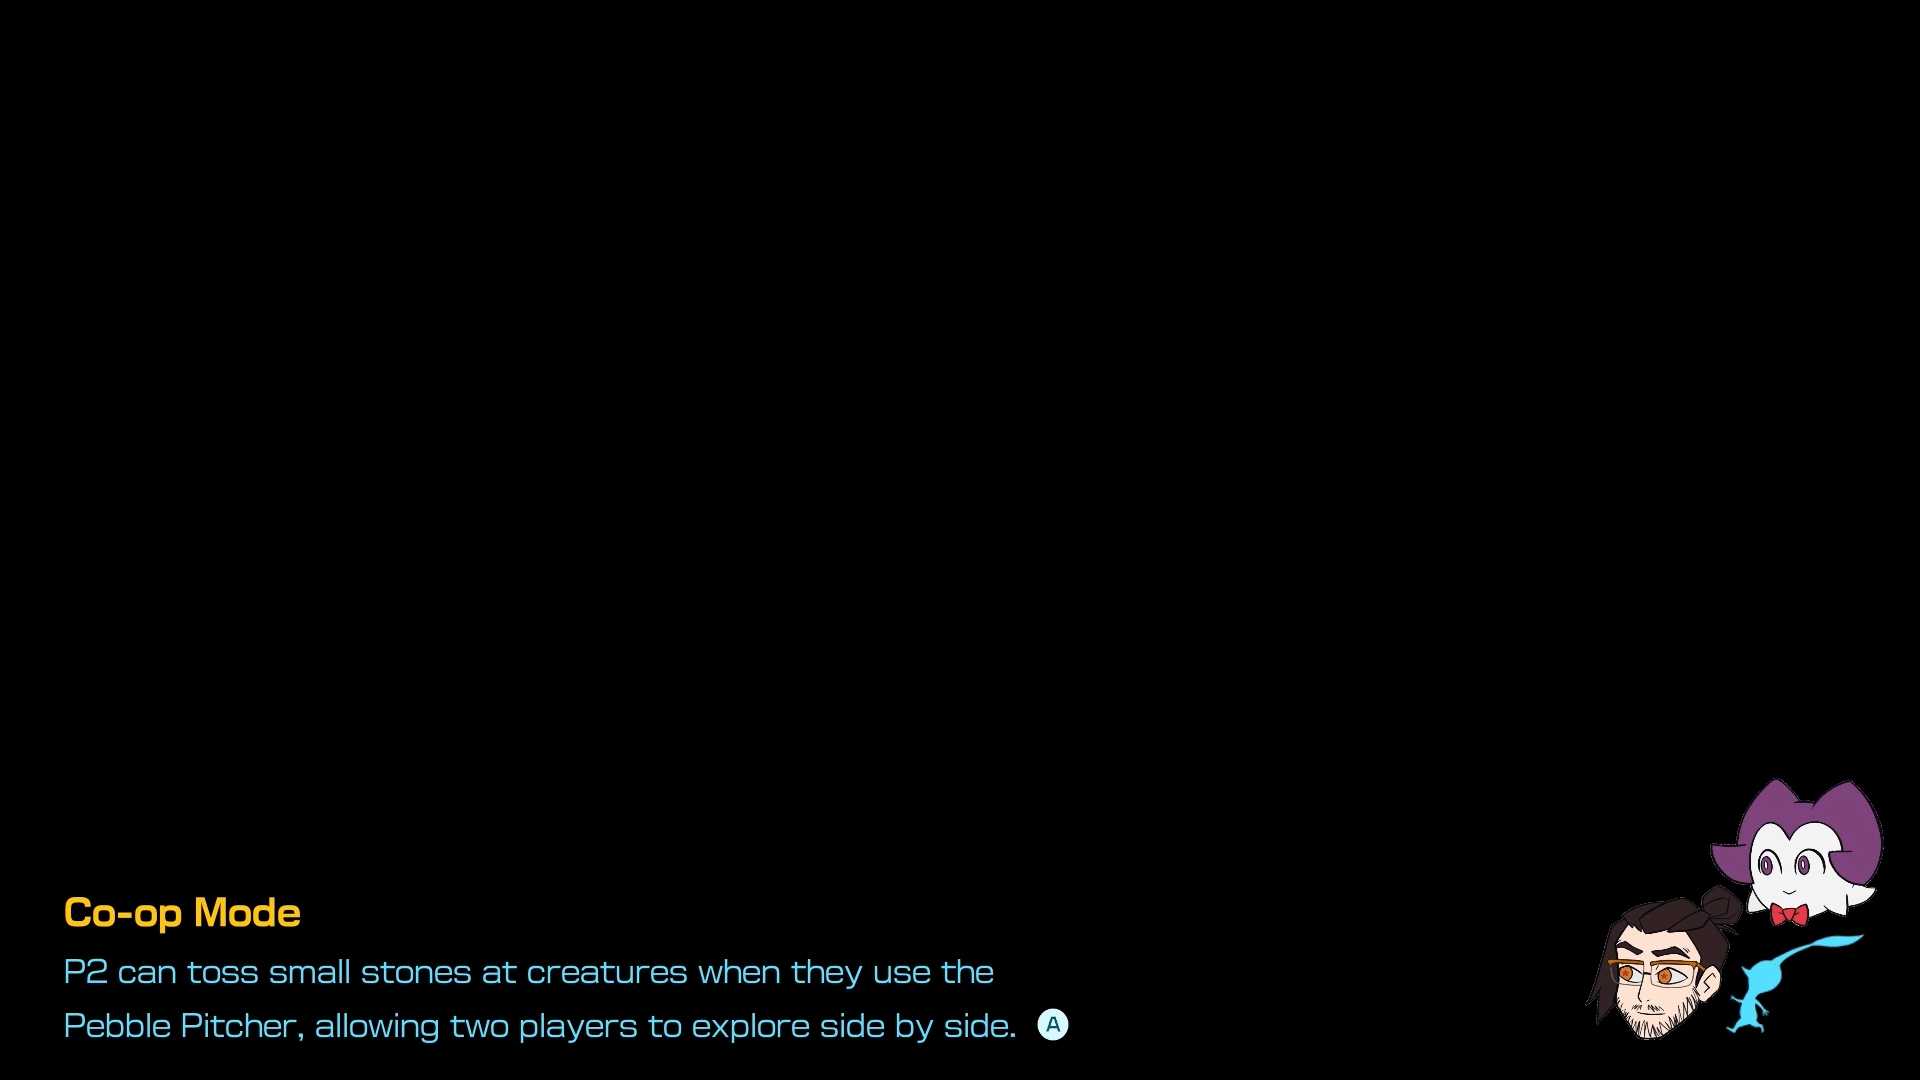 Co-op Mode
P2 can toss small stones at creatures when they use the
Pebble Pitcher, allowing two players to explore side by side. A